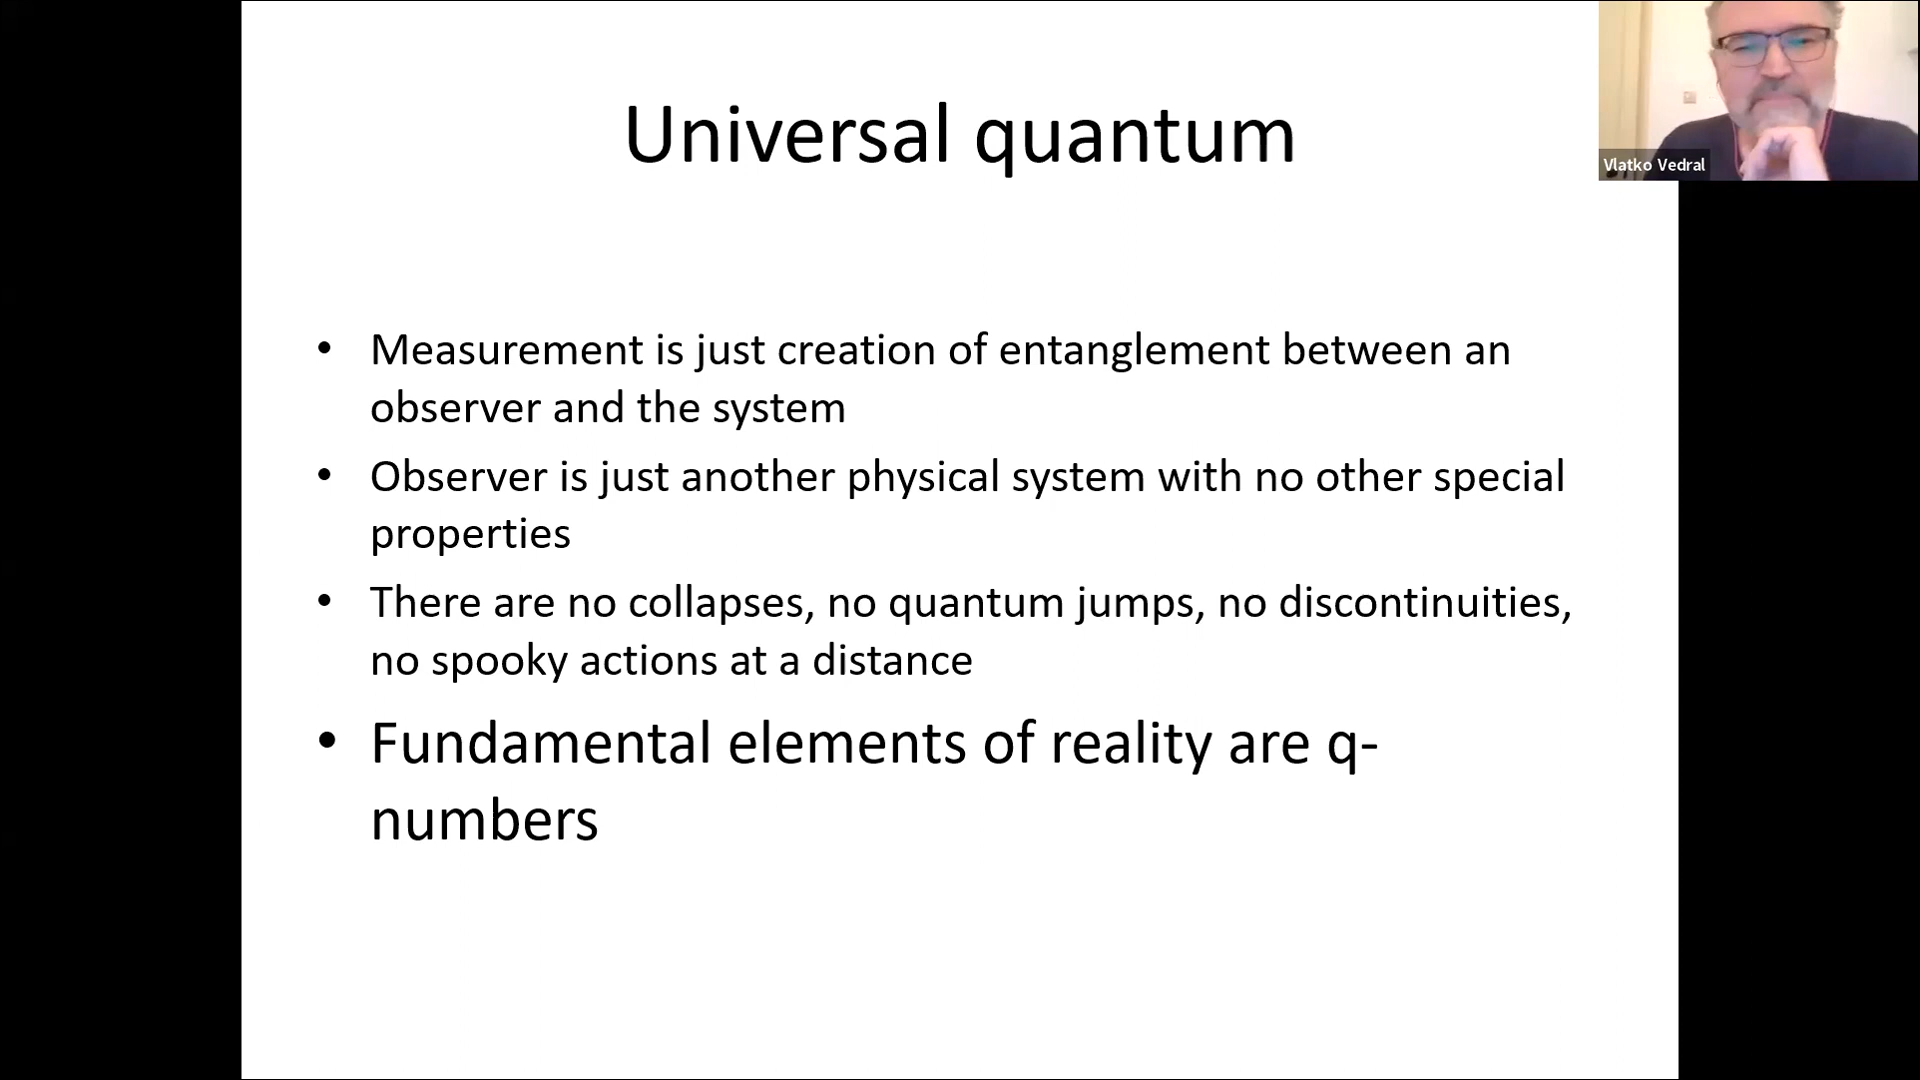 Universal quantum
Vlatko Vedral
• Measurement is just creation of entanglement between an
observer and the system
• Observer is just another physical system with no other special
properties
• There are no collapses, no quantum jumps, no discontinuities,
no spooky actions at a distance
• Fundamental elements of reality are q-
numbers